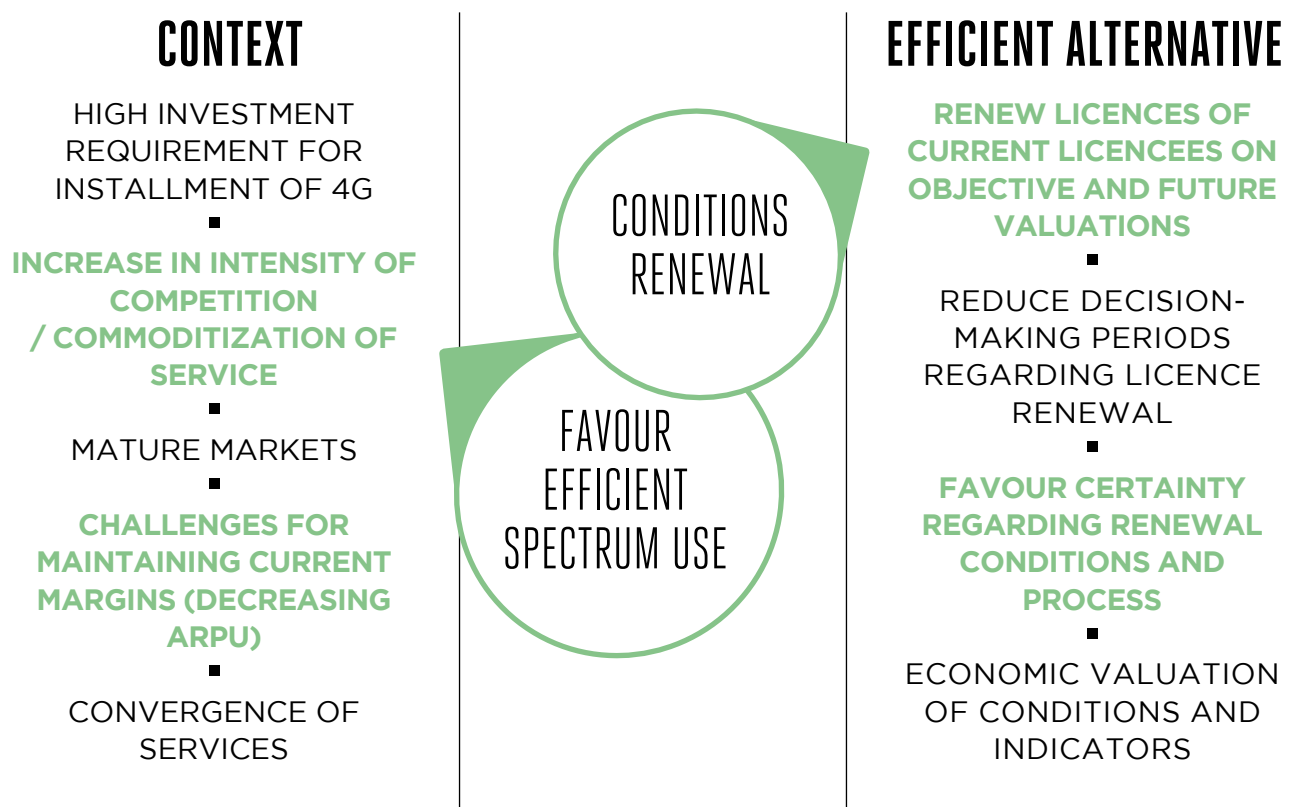 CONTEXT
HIGH INVESTMENT
REQUIREMENT FOR
INSTALLMENT OF 4G
INCREASE IN INTENSITY OF
COMPETITION
/ COMMODITIZATION OF
SERVICE
MATURE MARKETS
CHALLENGES FOR
MAINTAINING CURRENT
MARGINS (DECREASING
ARPU)
CONVERGENCE OF
SERVICES
CONDITIONS
RENEWAL
FAVOUR
EFFICIENT
SPECTRUM USE
EFFICIENT ALTERNATIVE
RENEW LICENCES OF
CURRENT LICENCEES ON
OBJECTIVE AND FUTURE
VALUATIONS
REDUCE DECISION-
MAKING PERIODS
REGARDING LICENCE
RENEWAL
FAVOUR CERTAINTY
REGARDING RENEWAL
CONDITIONS AND
PROCESS
ECONOMIC VALUATION
OF CONDITIONS AND
INDICATORS